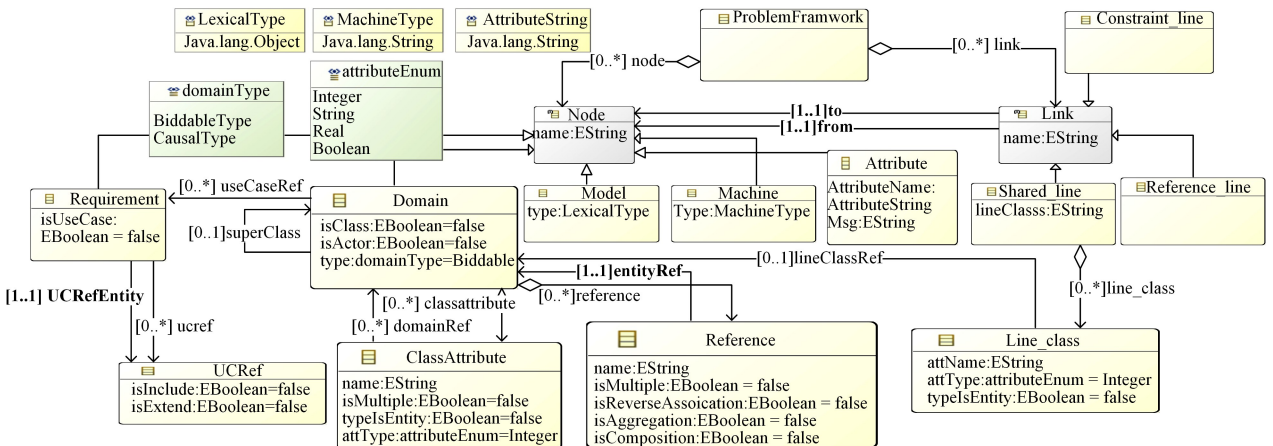 LexicalType
Java.lang.Object
MachineType
Java.lang.String
AttributeString
Java.lang.String
ProblemFramwork
Constraint_line
[0..*] node
[0..*] link
domainType
BiddableType
CausalType
attributeEnum
Integer
String
Real
Boolean
Node
name:EString
[1..1]to
[1..1]from
Link
name:EString
Requirement
isUseCase:
EBoolean = false
[0..*] useCaseRef
[0..1]superClass
Domain
isClass:EBoolean=false
isActor:EBoolean=false
type:domainType=Biddable
Model
type:LexicalType
Machine
Type:MachineType
Attribute
AttributeName:
AttributeString
Msg:EString
Shared_line
lineClasss:EString
Reference_line
[0..1]lineClassRef
[1..1]entityRef
[0..*]reference
[0..*]line_class
[1..1] UCRefEntity
[0..*] ucref
[0..*] classattribute
[0..*] domainRef
UCRef
isInclude:EBoolean=false
isExtend:EBoolean=false
ClassAttribute
name:EString
isMultiple:EBoolean=false
typeIsEntity:EBoolean=false
attType:attributeEnum=Integer
Reference
name:EString
isMultiple:EBoolean = false
isReverseAssoication:EBoolean = false
isAggregation:EBoolean = false
isComposition:EBoolean = false
Line_class
attName:EString
attType:attributeEnum = Integer
typeIsEntity:EBoolean = false